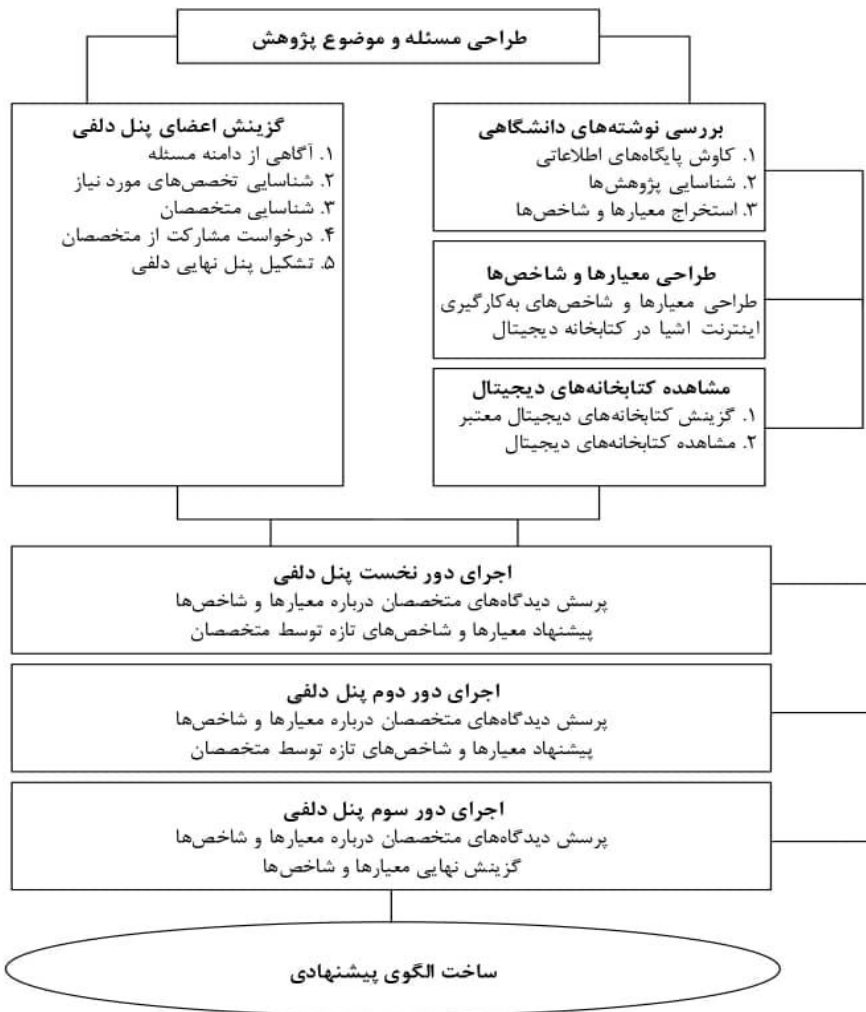 طراحی مسئله و موضوع پژوهش
بررسی نوشته‌های دانشگاهی
۱. کاوش پایگاه‌های اطلاعاتی
۲. شناسایی پژوهش‌ها
۳. استخراج معیارها و شاخص‌ها
طراحی معیارها و شاخص‌ها
طراحی معیارها و شاخص‌های به‌کارگیری
اینترنت اشیا در کتابخانه دیجیتال
مشاهده کتابخانه‌های دیجیتال
۱. گزینش کتابخانه‌های دیجیتال معتبر
۲. مشاهده کتابخانه‌های دیجیتال
گزینش اعضای پنل دلفی
۱. آگاهی از دامنه مسئله
۲. شناسایی تخصص‌های مورد نیاز
۳. شناسایی متخصصان
۴. درخواست مشارکت از متخصصان
۵. تشکیل پنل نهایی دلفی
اجرای دور نخست پنل دلفی
پرسش دیدگاه‌های متخصصان درباره معیارها و شاخص‌ها
پیشنهاد معیارها و شاخص‌های تازه توسط متخصصان
اجرای دور دوم پنل دلفی
پرسش دیدگاه‌های متخصصان درباره معیارها و شاخص‌ها
پیشنهاد معیارها و شاخص‌های تازه توسط متخصصان
اجرای دور سوم پنل دلفی
پرسش دیدگاه‌های متخصصان درباره معیارها و شاخص‌ها
گزینش نهایی معیارها و شاخص‌ها
ساخت الگوی پیشنهادی